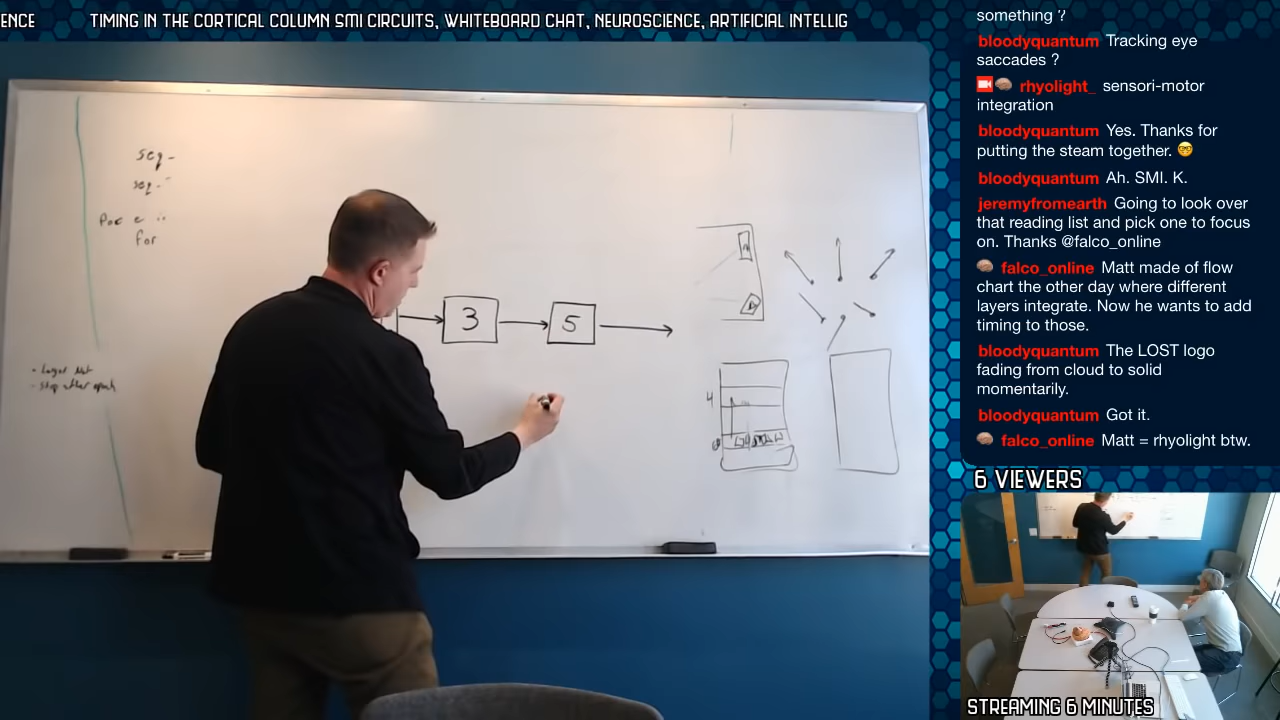 ENCE TIMING IN THE CORTICAL COLUMN SMI CIRCUITS, WHITEBOARD CHAT, NEUROSCIENCE, ARTIFICIAL INTELLIG
seq-
seq-
for
3
5
4
something ?
bloodyquantum Tracking eye
saccades ?
rhyolight_ sensori-motor
integration
bloodyquantum Yes. Thanks for
putting the steam together.
bloodyquantum Ah. SMI. K.
jeremyfromearth Going to look over
that reading list and pick one to focus
on. Thanks @falco_online
falco_online Matt made of flow
chart the other day where different
layers integrate. Now he wants to add
timing to those.
bloodyquantum The LOST logo
fading from cloud to solid
momentarily.
bloodyquantum Got it.
falco_online Matt = rhyolight btw.
6 VIEWERS
STREAMING 6 MINUTES